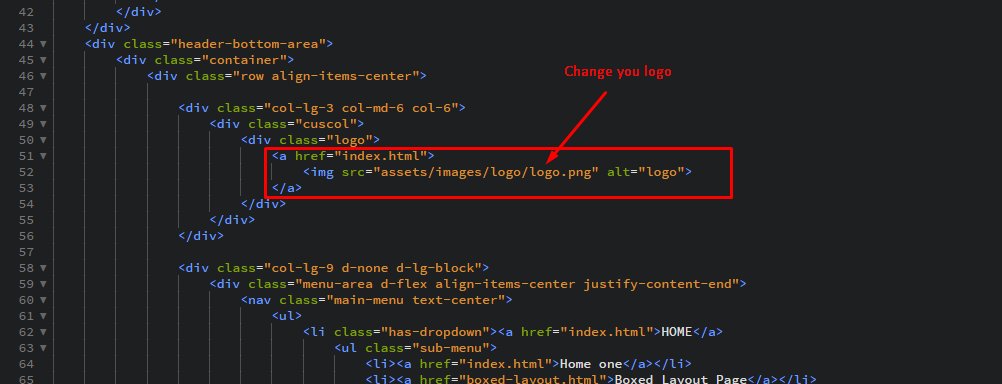 42 </div>
43 </div>
44 <div class="header-bottom-area">
45 <div class="container">
46 <div class="row align-items-center">
Change you logo
47
48 <div class="col-lg-3 col-md-6 col-6">
49 <div class="cuscol">
50 <div class="logo">
51 <a href="index.html">
52 <img src="assets/images/logo/logo.png" alt="logo">
53 </a>
54 </div>
55 </div>
56 </div>
57
58 <div class="col-lg-9 d-none d-lg-block">
59 <div class="menu-area d-flex align-items-center justify-content-end">
60 <nav class="main-menu text-center">
61 <ul>
62 <li class="has-dropdown"><a href="index.html">HOME</a>
63 <ul class="sub-menu">
64 <li><a href="index.html">Home one</a></li>
65 <li><a href="boxed-layout.html">Boxed Layout Page</a></li>